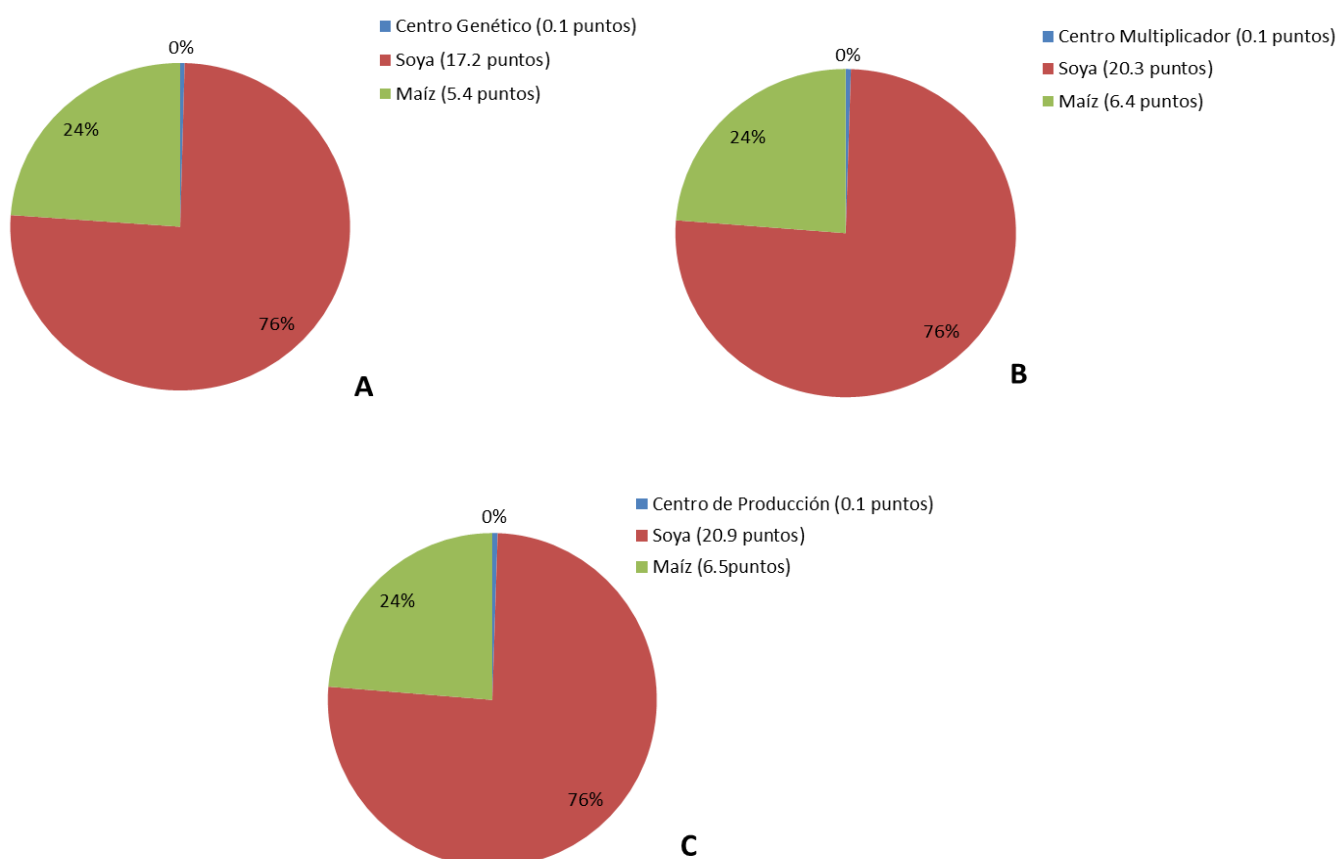 Centro Genético (0.1 puntos)
Soya (17.2 puntos)
Maíz (5.4 puntos)
0%
24%
76%
A
Centro Multiplicador (0.1 puntos)
Soya (20.3 puntos)
Maíz (6.4 puntos)
0%
24%
76%
B
Centro de Producción (0.1 puntos)
Soya (20.9 puntos)
Maíz (6.5puntos)
0%
24%
76%
C